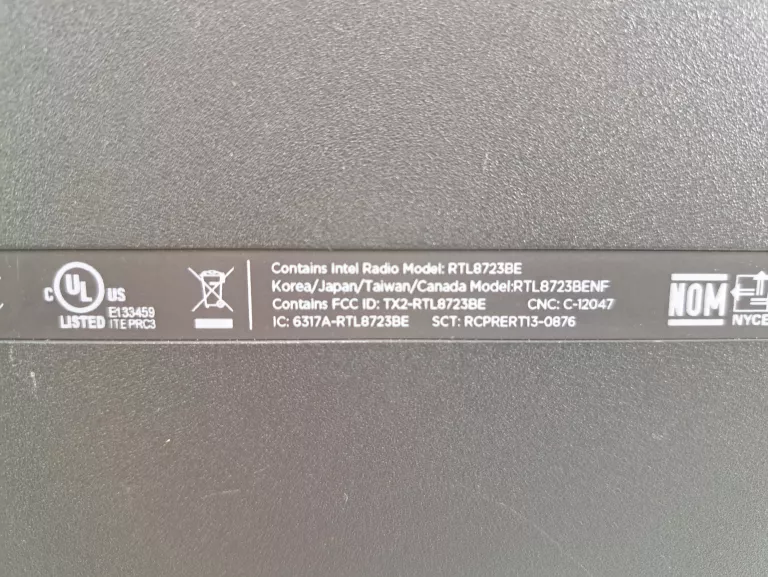 c UL US
LISTED
E133459
ITE PRC3
Contains Intel Radio Model: RTL8723BE
Korea/Japan/Taiwan/Canada Model:RTL8723BENF
Contains FCC ID: TX2-RTL8723BE CNC: C-12047
IC: 6317A-RTL8723BE SCT: RCPRERT13-0876
NOM
NYCE